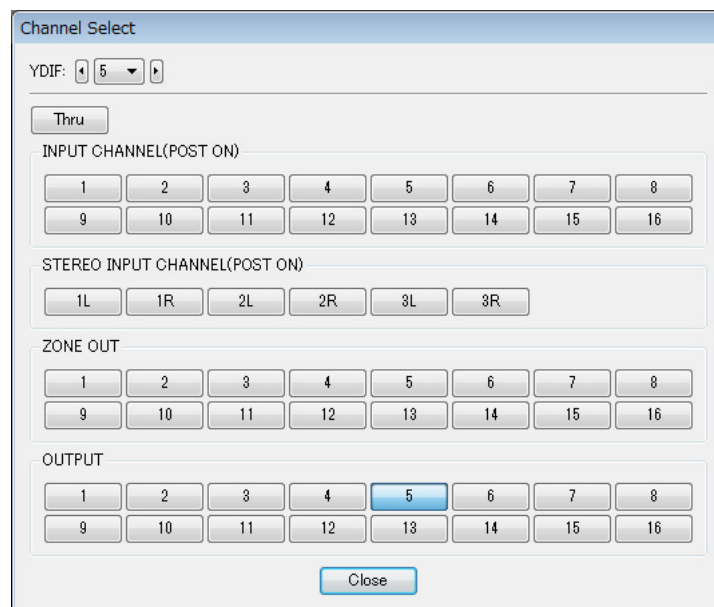 Channel Select
YDIF: 5
Thru
INPUT CHANNEL(POST ON)
1 2 3 4 5 6 7 8
9 10 11 12 13 14 15 16
STEREO INPUT CHANNEL(POST ON)
1L 1R 2L 2R 3L 3R
ZONE OUT
1 2 3 4 5 6 7 8
9 10 11 12 13 14 15 16
OUTPUT
1 2 3 4 5 6 7 8
9 10 11 12 13 14 15 16
Close